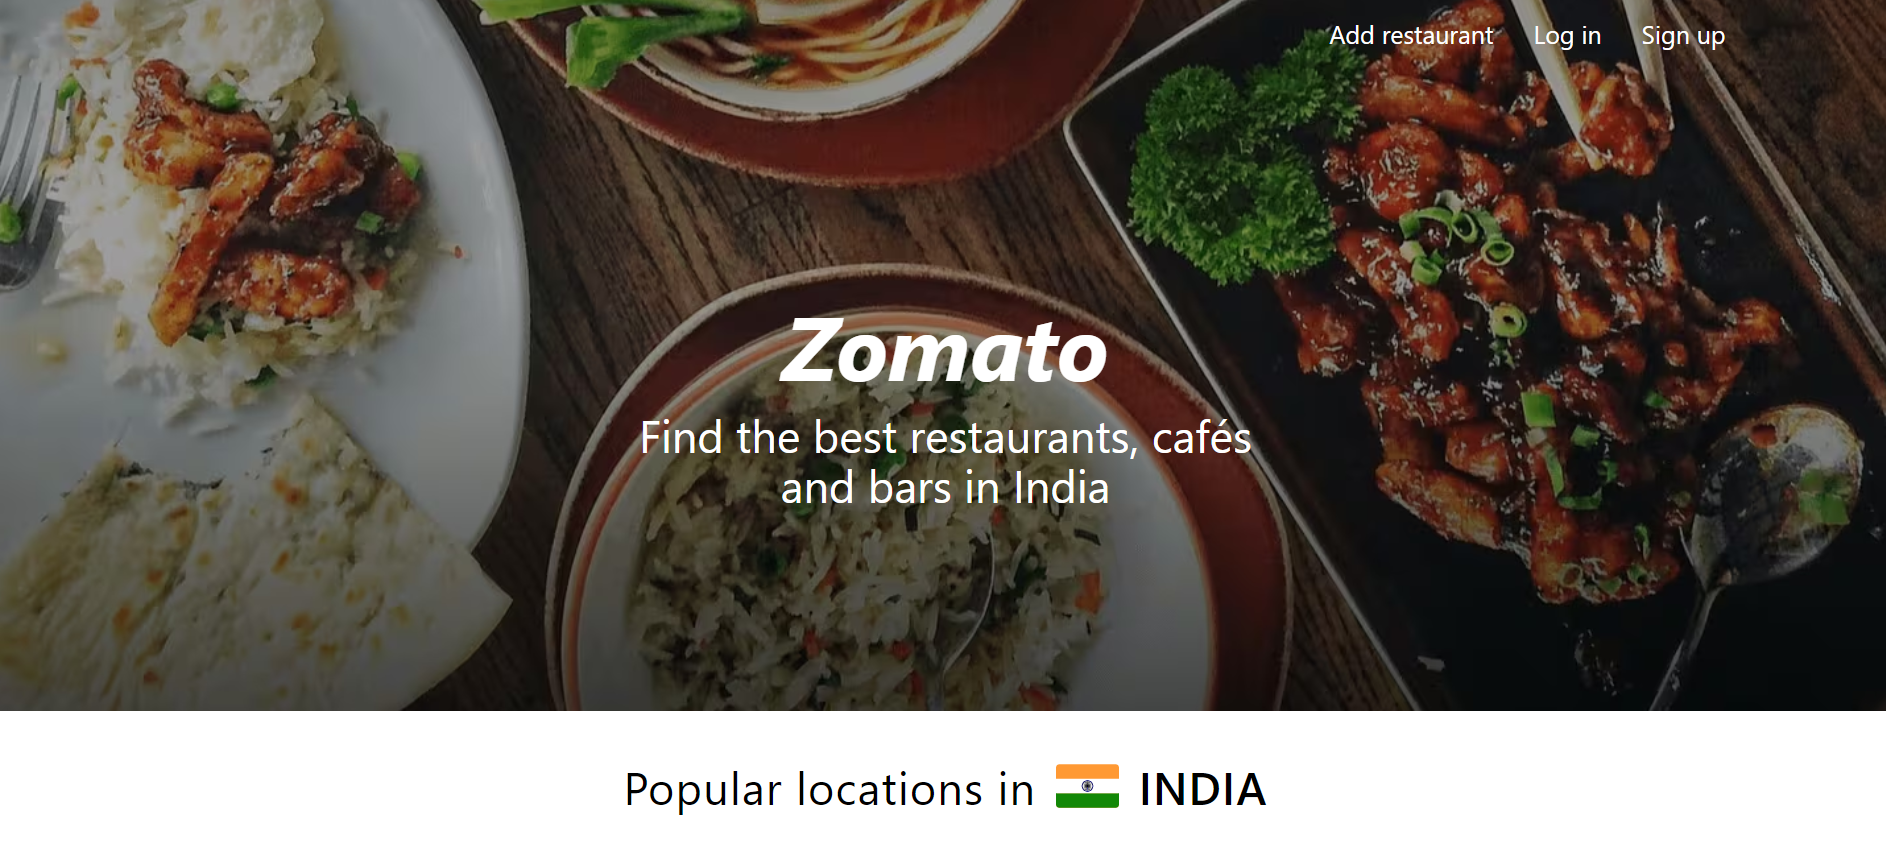 Add restaurant Log in Sign up
Zomato
Find the best restaurants, cafés
and bars in India
Popular locations in INDIA